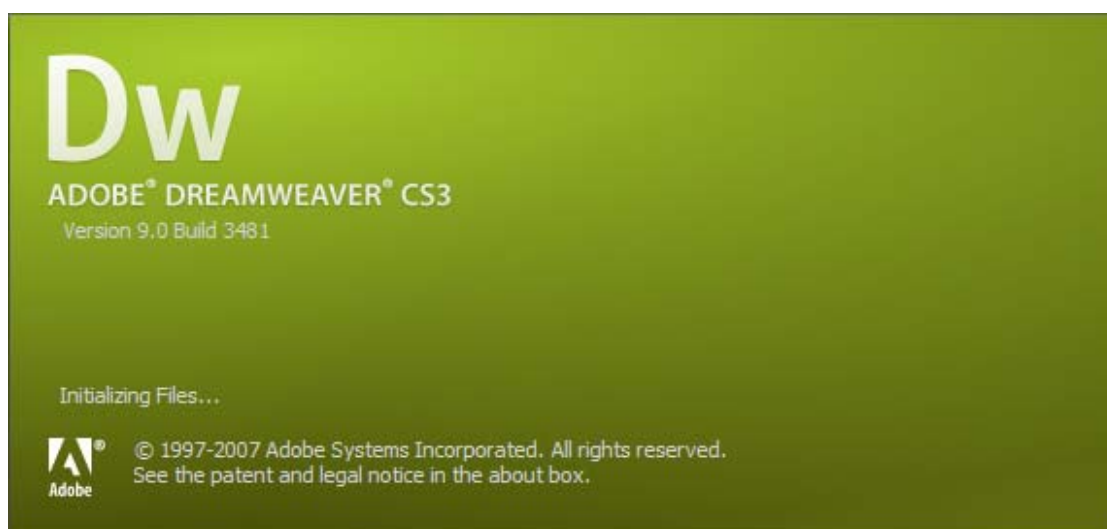 Dw
ADOBE® DREAMWEAVER® CS3
Version 9.0 Build 3481
Initializing Files...
® © 1997-2007 Adobe Systems Incorporated. All rights reserved.
Adobe See the patent and legal notice in the about box.